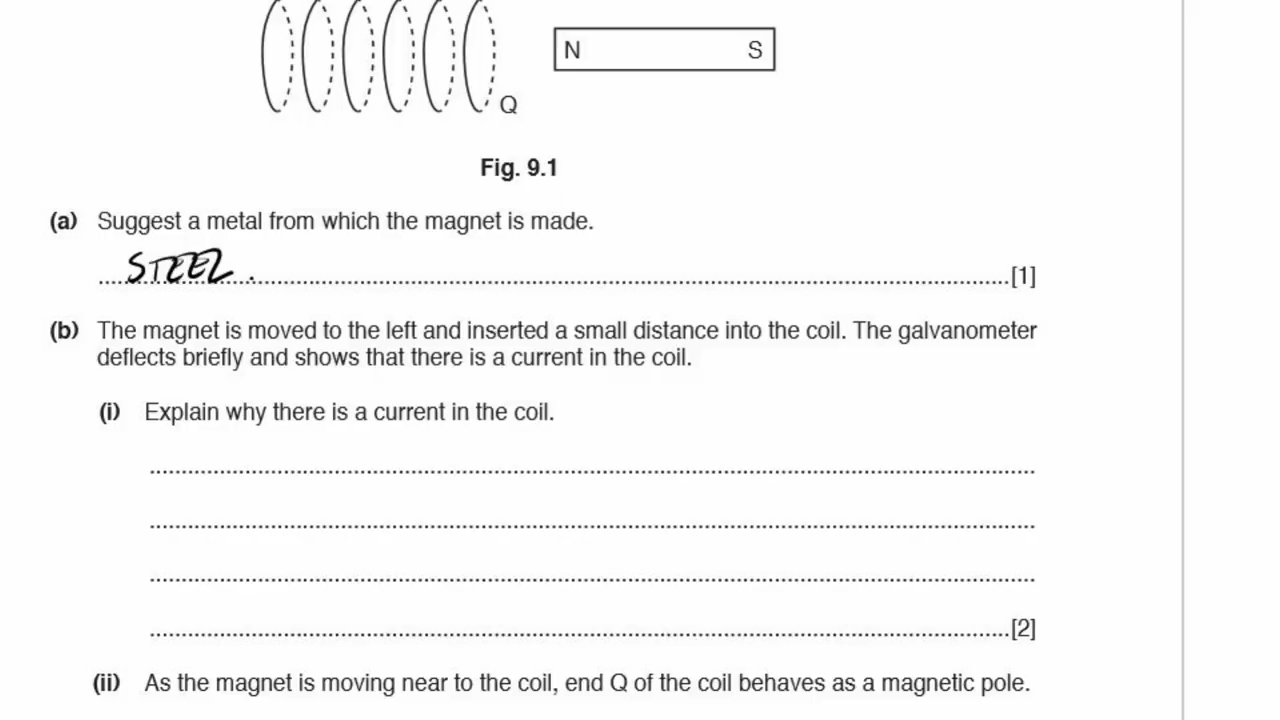 N S
Q
Fig. 9.1
(a) Suggest a metal from which the magnet is made.
STEEL .
[1]
(b) The magnet is moved to the left and inserted a small distance into the coil. The galvanometer
deflects briefly and shows that there is a current in the coil.
(i) Explain why there is a current in the coil.
[2]
(ii) As the magnet is moving near to the coil, end Q of the coil behaves as a magnetic pole.